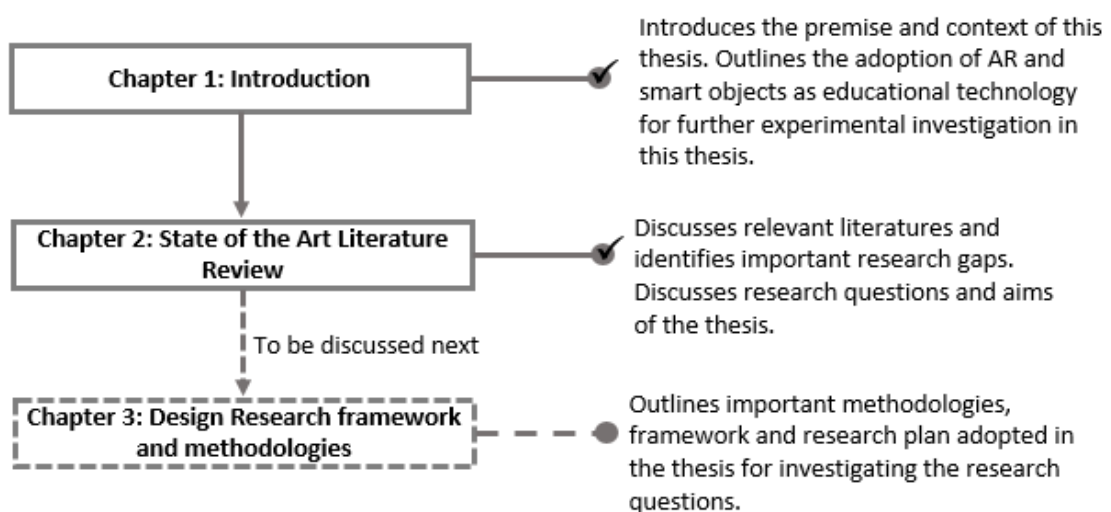 Chapter 1: Introduction
Introduces the premise and context of this
thesis. Outlines the adoption of AR and
smart objects as educational technology
for further experimental investigation in
this thesis.
Chapter 2: State of the Art Literature
Review
Discusses relevant literatures and
identifies important research gaps.
Discusses research questions and aims
of the thesis.
To be discussed next
Chapter 3: Design Research framework
and methodologies
Outlines important methodologies,
framework and research plan adopted in
the thesis for investigating the research
questions.